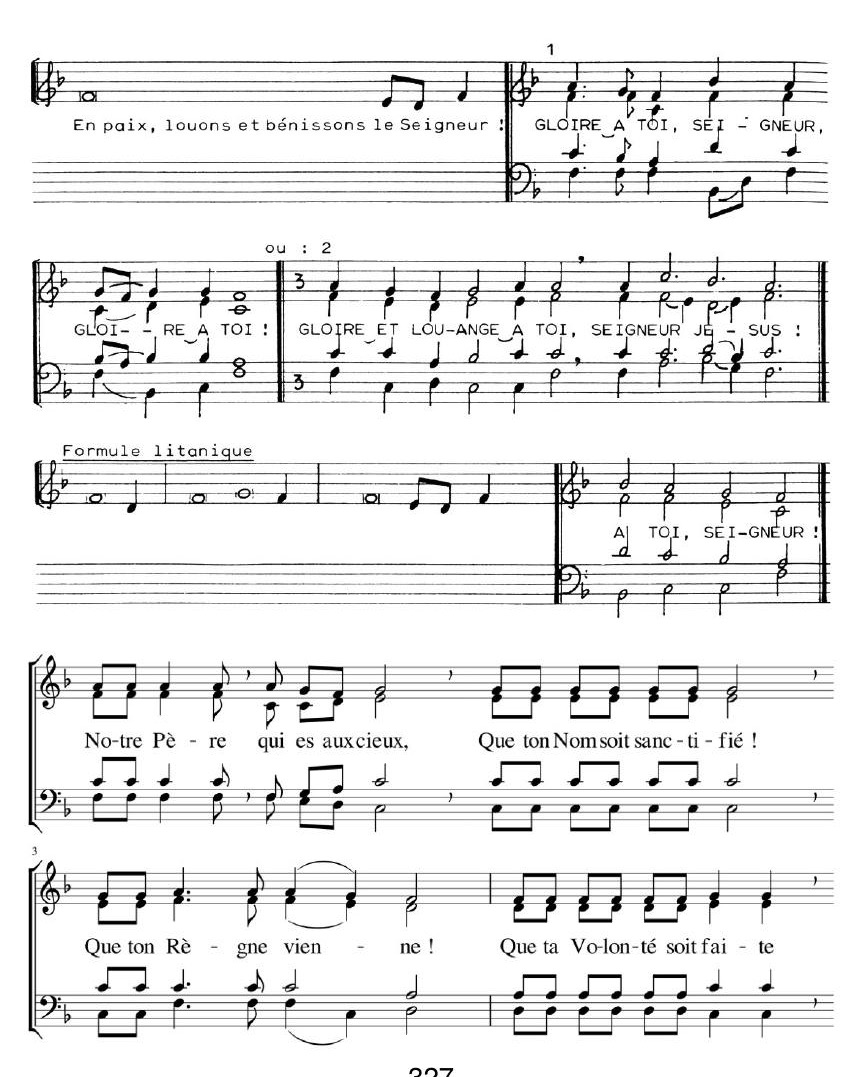 1
En paix, louons et bénissons le Seigneur ! GLOIRE A TOI, SEI - GNEUR,
ou : 2
GLOI- - RE A TOI ! GLOIRE ET LOU-ANGE A TOI, SEIGNEUR JE - SUS !
Formule litanique
A TOI, SEI-GNEUR !
No-tre Pè - re qui es aux cieux, Que ton Nom soit sanc - ti - fié !
3
Que ton Rè - gne vien - ne ! Que ta Vo-lon-té soit fai - te
327